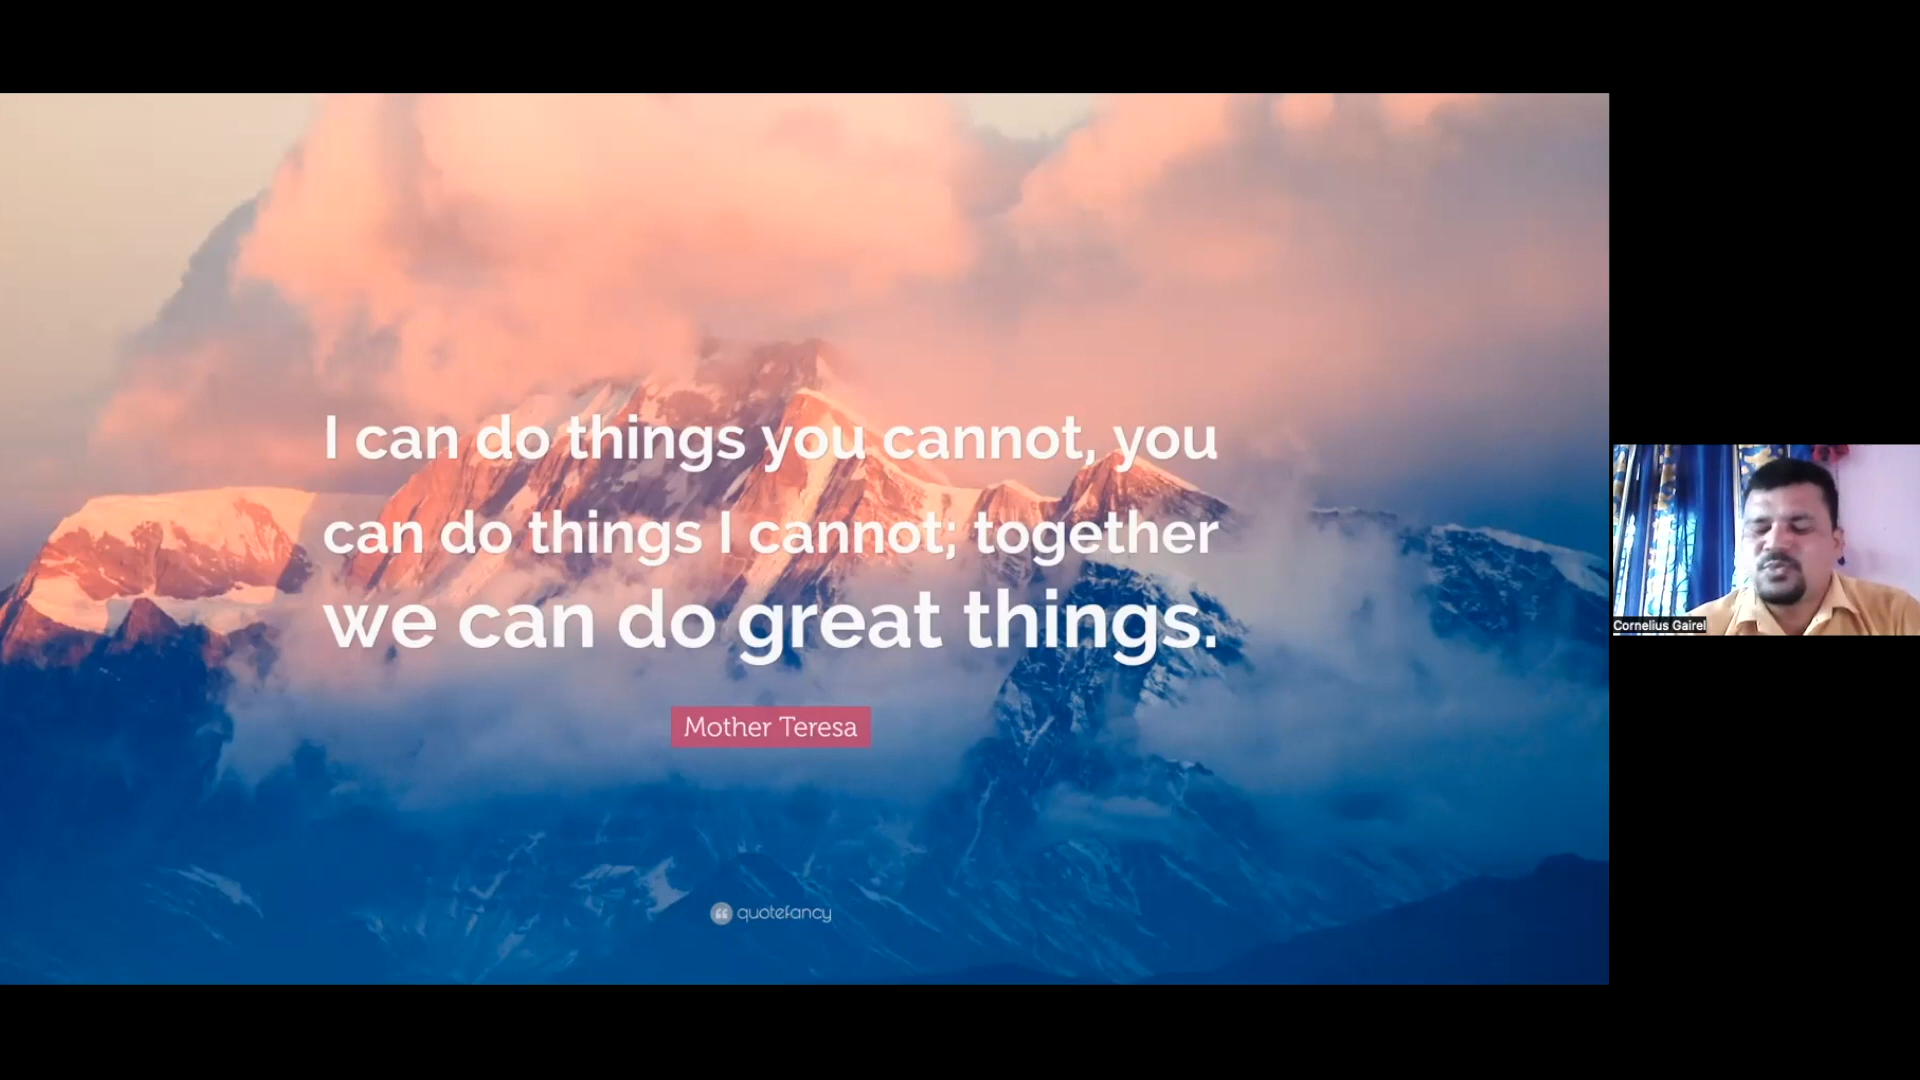 I can do things you cannot, you
can do things I cannot; together
we can do great things.
Mother Teresa
quotefancy
Cornelius Gairel